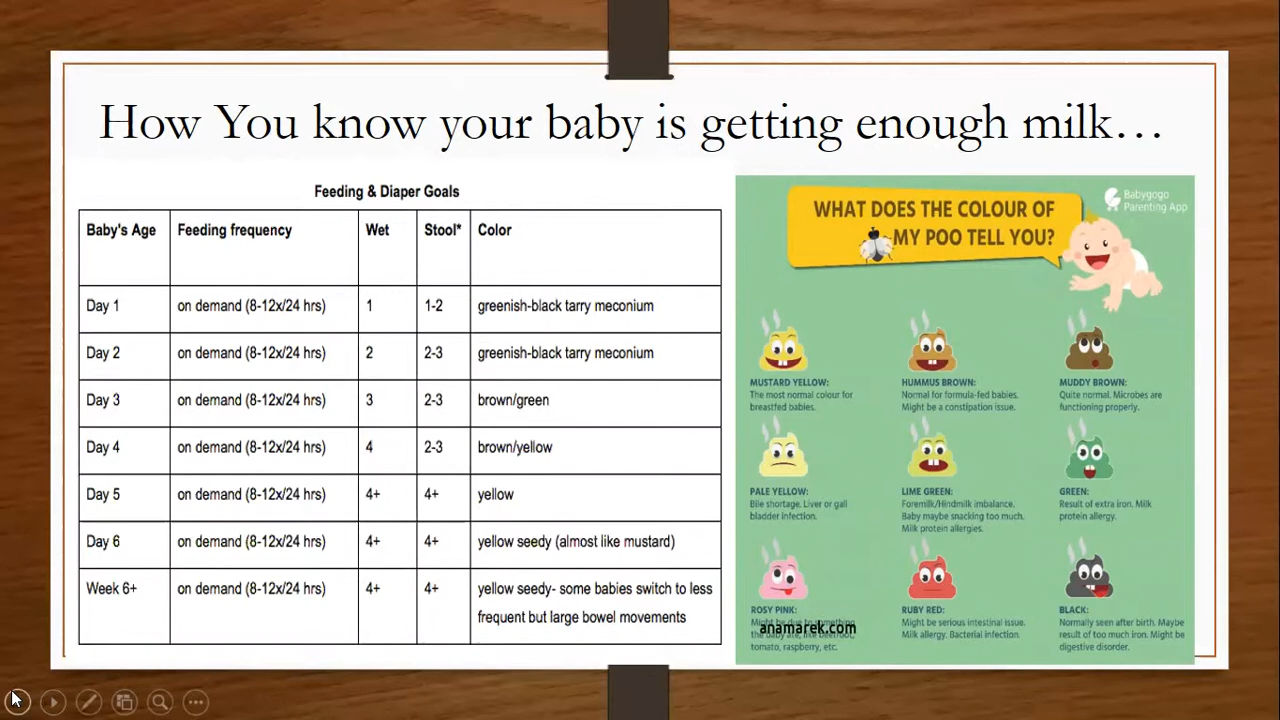 How You know your baby is getting enough milk…
Feeding & Diaper Goals
Baby's Age Feeding frequency Wet Stool* Color
Day 1 on demand (8-12x/24 hrs) 1 1-2 greenish-black tarry meconium
Day 2 on demand (8-12x/24 hrs) 2 2-3 greenish-black tarry meconium
Day 3 on demand (8-12x/24 hrs) 3 2-3 brown/green
Day 4 on demand (8-12x/24 hrs) 4 2-3 brown/yellow
Day 5 on demand (8-12x/24 hrs) 4+ 4+ yellow
Day 6 on demand (8-12x/24 hrs) 4+ 4+ yellow seedy (almost like mustard)
Week 6+ on demand (8-12x/24 hrs) 4+ 4+ yellow seedy- some babies switch to less
frequent but large bowel movements
Babygogo
Parenting App
WHAT DOES THE COLOUR OF
MY POO TELL YOU?
MUSTARD YELLOW:
The most normal colour for
breastfed babies.
HUMMUS BROWN:
Normal for formula-fed babies.
Might be a constipation issue.
MUDDY BROWN:
Quite normal. Microbes are
functioning properly.
PALE YELLOW:
Bile shortage. Liver or gall
bladder infection.
LIME GREEN:
Foremilk/Hindmilk imbalance.
Baby maybe snacking too much.
Milk protein allergies.
GREEN:
Result of extra iron. Milk
protein allergy.
ROSY PINK:
Might be due to something
the baby ate, like beetroot,
tomato, raspberry, etc.
anamarek.com
RUBY RED:
Might be serious intestinal issue.
Milk allergy. Bacterial infection.
BLACK:
Normally seen after birth. Maybe
result of too much iron. Might be
digestive disorder.